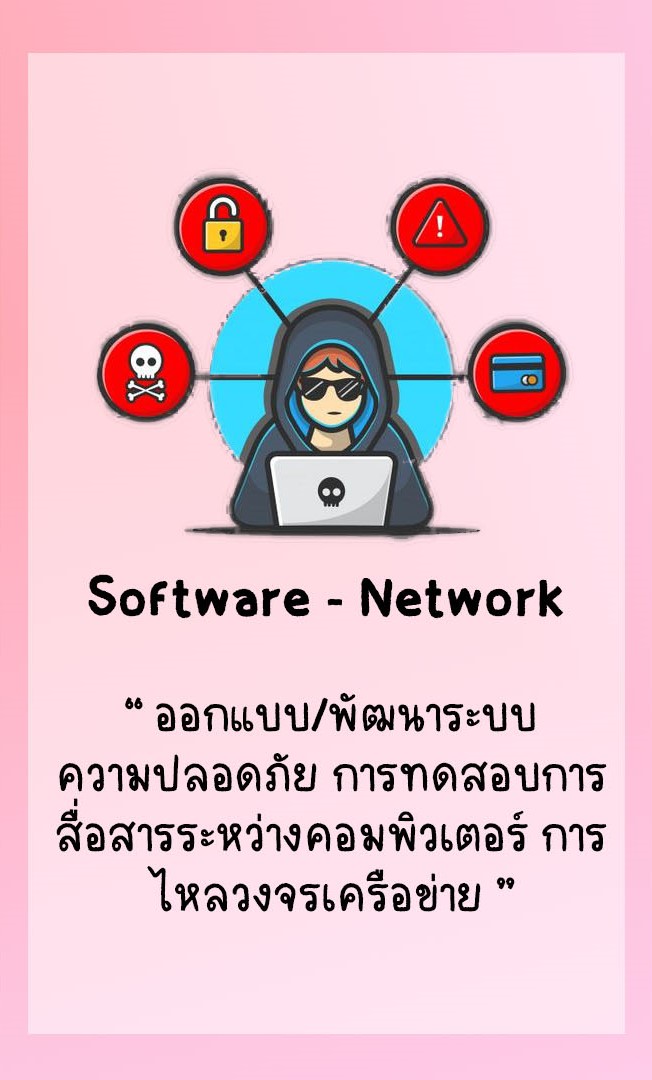 Software - Network
“ ออกแบบ/พัฒนาระบบ
ความปลอดภัย การทดสอบการ
สื่อสารระหว่างคอมพิวเตอร์ การ
ไหลวงจรเครือข่าย ”